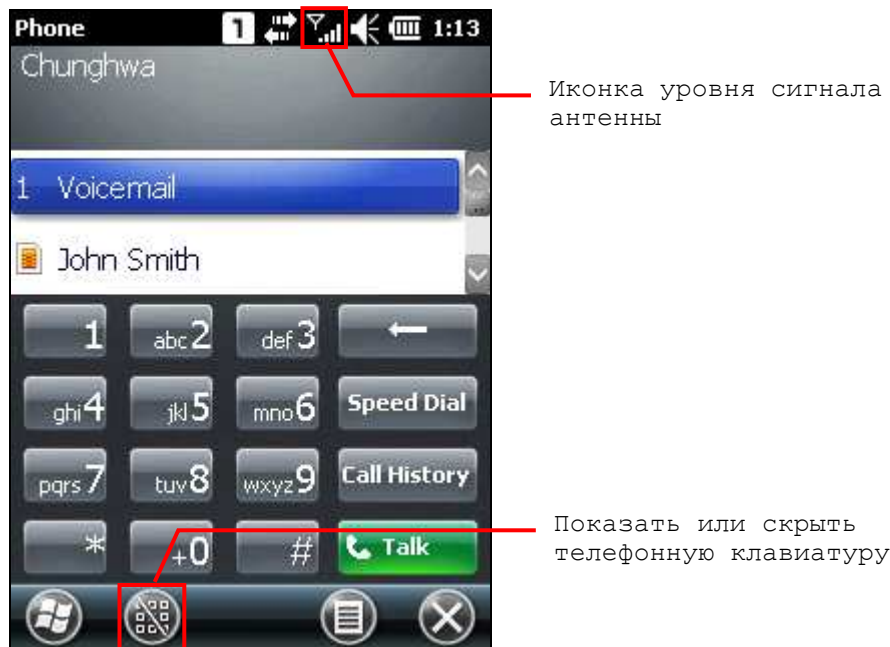 Phone 1 1:13
Chunghwa
Иконка уровня сигнала
антенны
1 Voicemail
John Smith
1 abc2 def3
ghi4 jkl5 mno6 Speed Dial
pqrs7 tuv8 wxyz9 Call History
* +0 # Talk
Показать или скрыть
телефонную клавиатуру